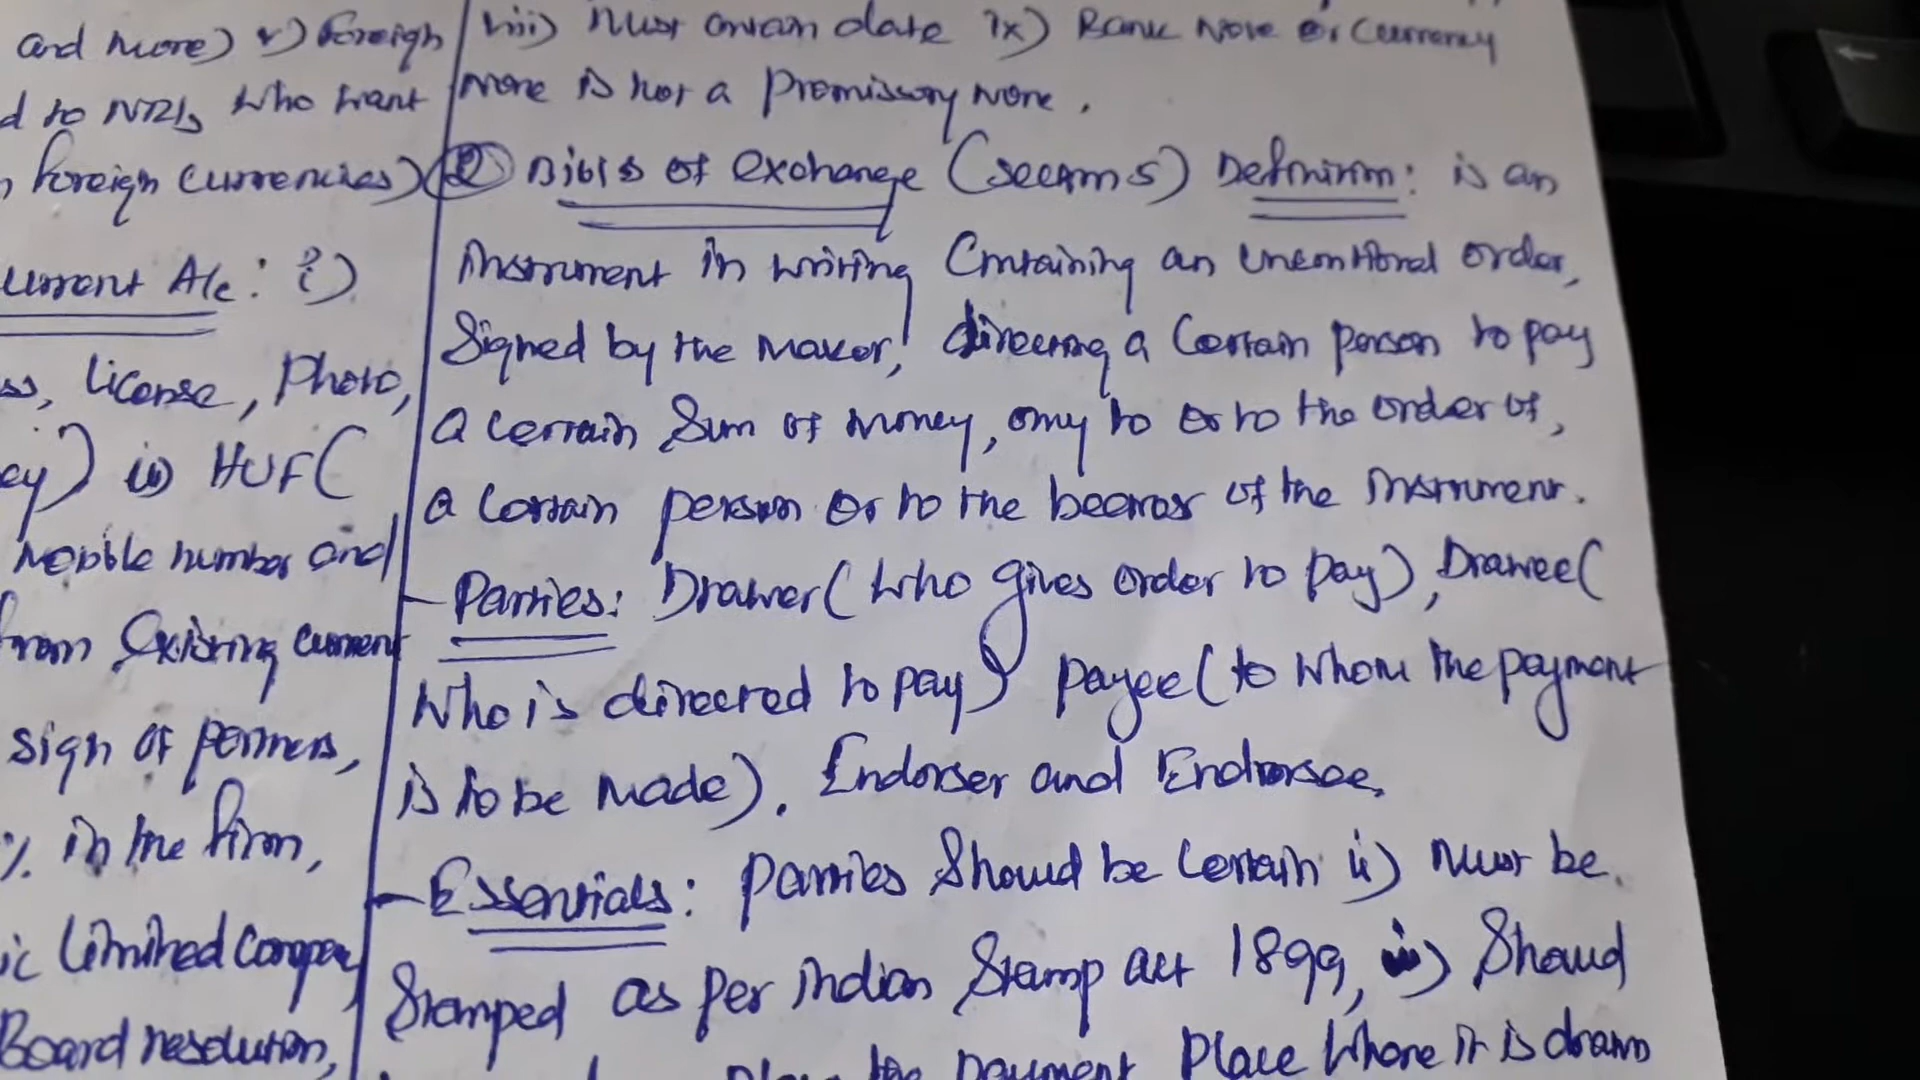 and more) v) Foreign
d to NRIs who want
foreign currencies)
urrent A/c: i)
ss, License, Photo,
ey) ii) HUF(
mobble number and
from Existing current
sign of partners,
% in the firm,
ic Limited Company
Board resolution,
viii) Must contain date ix) Bank Note or Currency
Note is not a Promissory note.
② Bills of exchange (section 5) Definition: is an
Instrument in writing Containing an unconditional order,
Signed by the Maker, directing a Certain person to pay
a certain Sum of money, only to or to the order of,
a certain person or to the bearer of the Instrument.
- Parties: Drawer( who gives order to pay), Drawee(
Who is directed to pay) payee( to whom the payment
is to be made). Endorser and Endorsee.
- Essentials: Parties Should be Certain ii) Must be
Stamped as per indian Stamp act 1899, iii) Should
the payment, Place where it is drawn